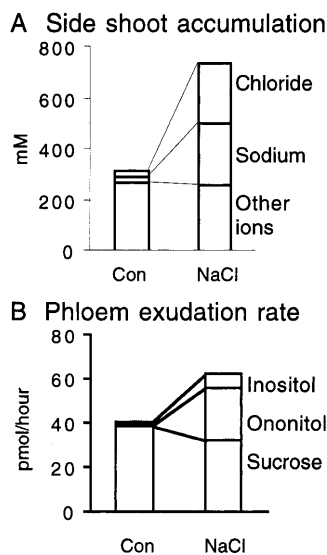 A Side shoot accumulation
800
600
400
200
0
mM
Chloride
Sodium
Other
ions
Con
NaCl
B Phloem exudation rate
80
60
40
20
0
pmol/hour
Inositol
Ononitol
Sucrose
Con
NaCl